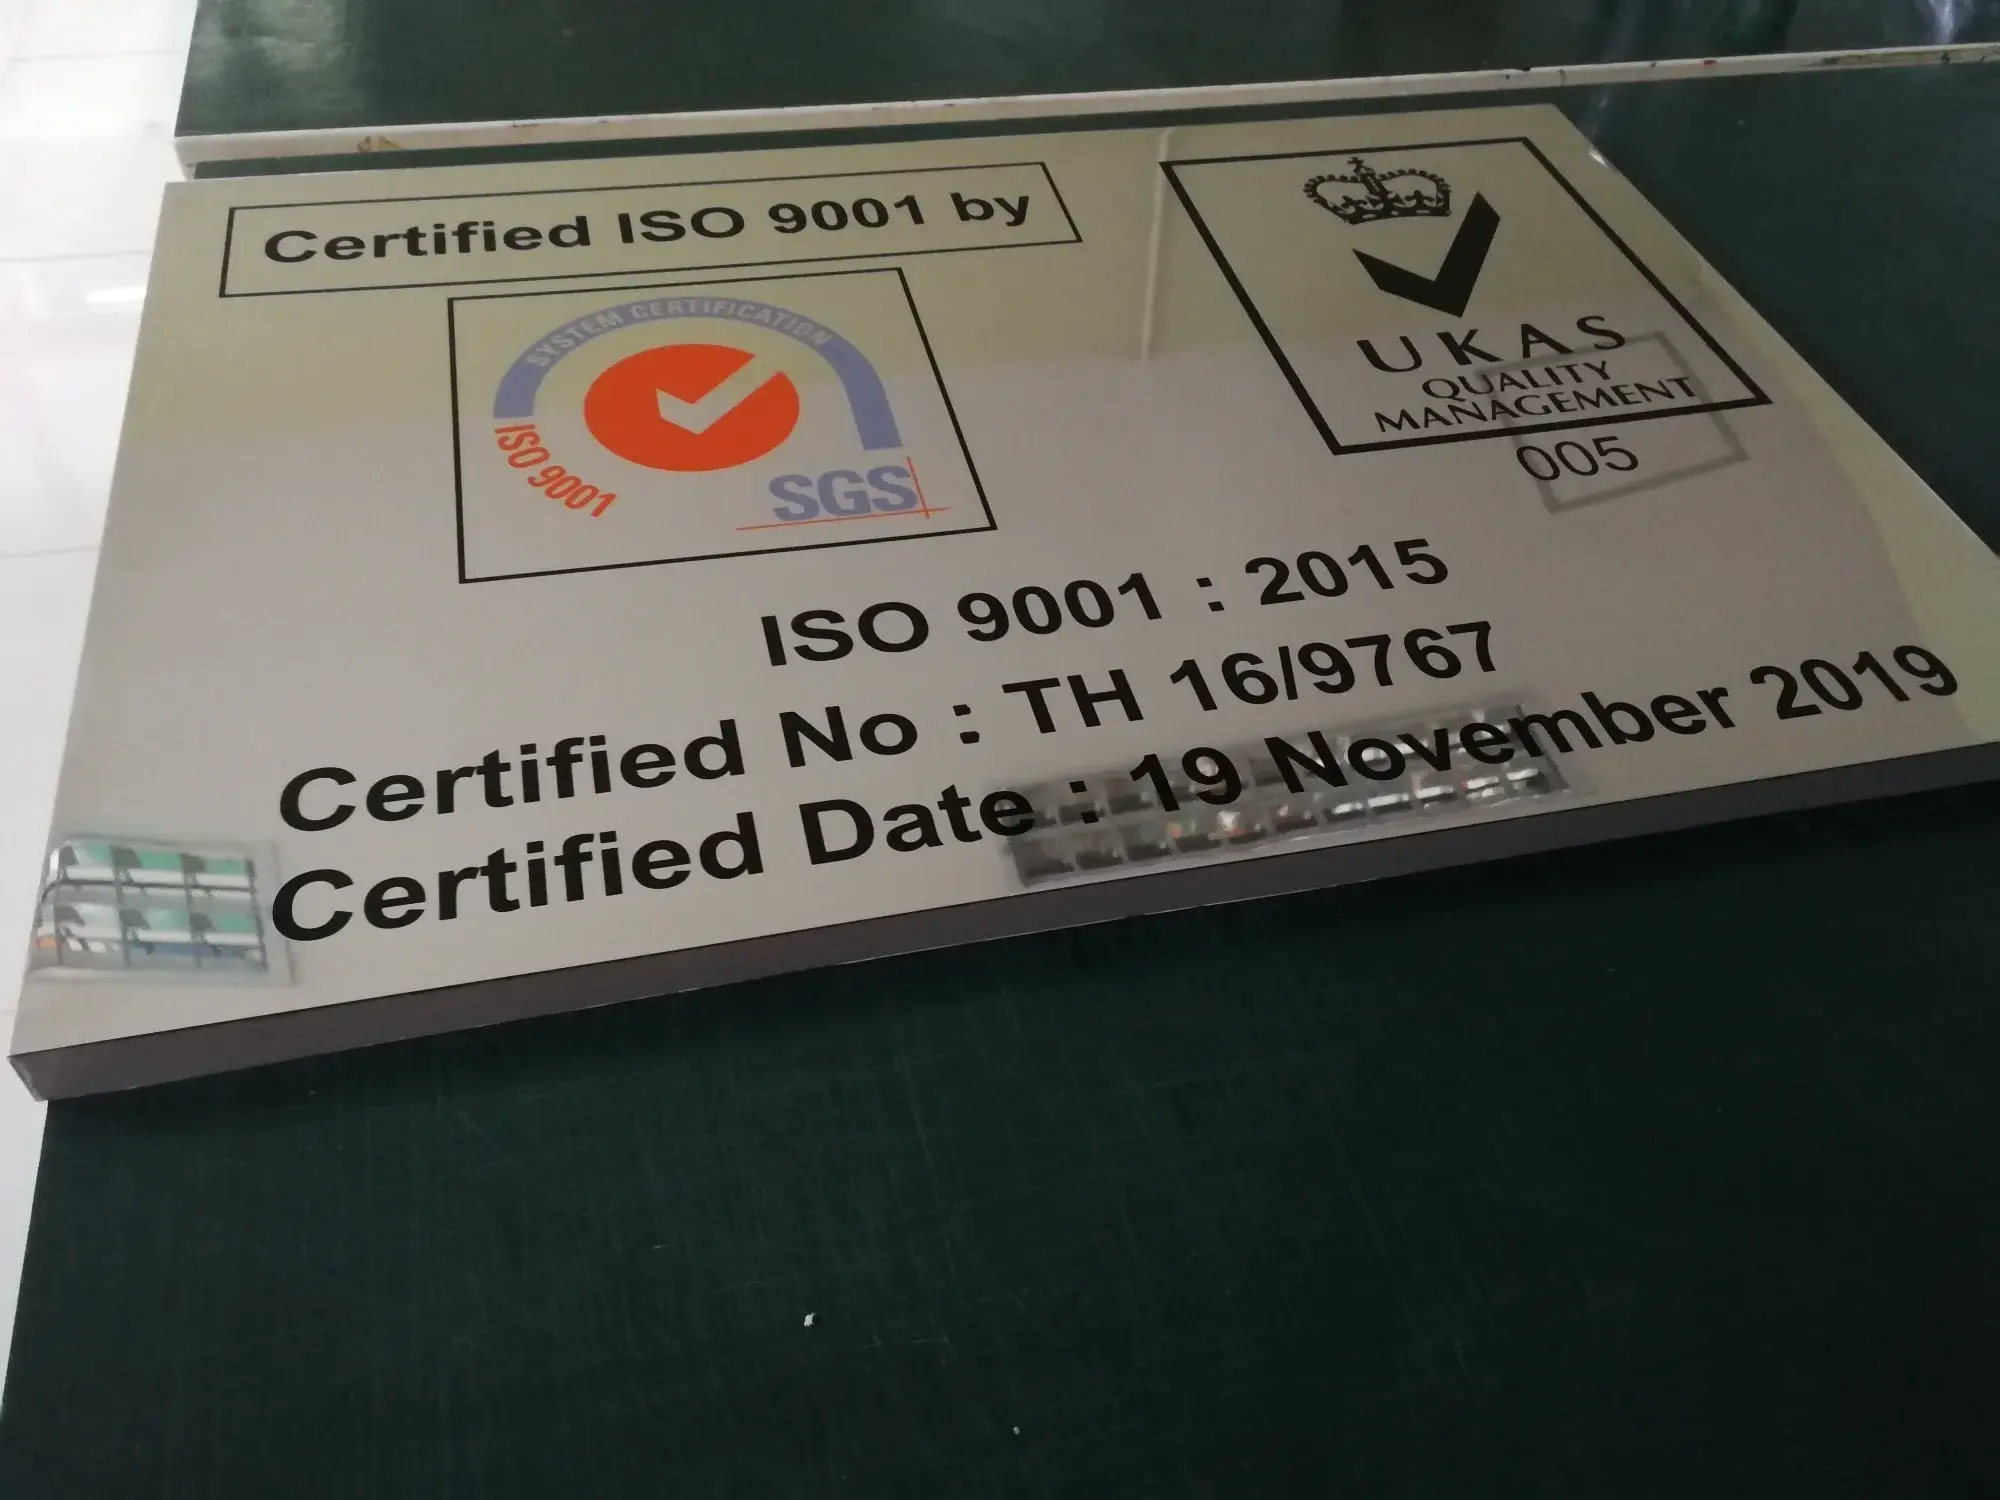 Certified ISO 9001 by
SYSTEM CERTIFICATION
ISO 9001
SGS
UKAS
QUALITY
MANAGEMENT
005
ISO 9001 : 2015
Certified No : TH 16/9767
Certified Date : 19 November 2019